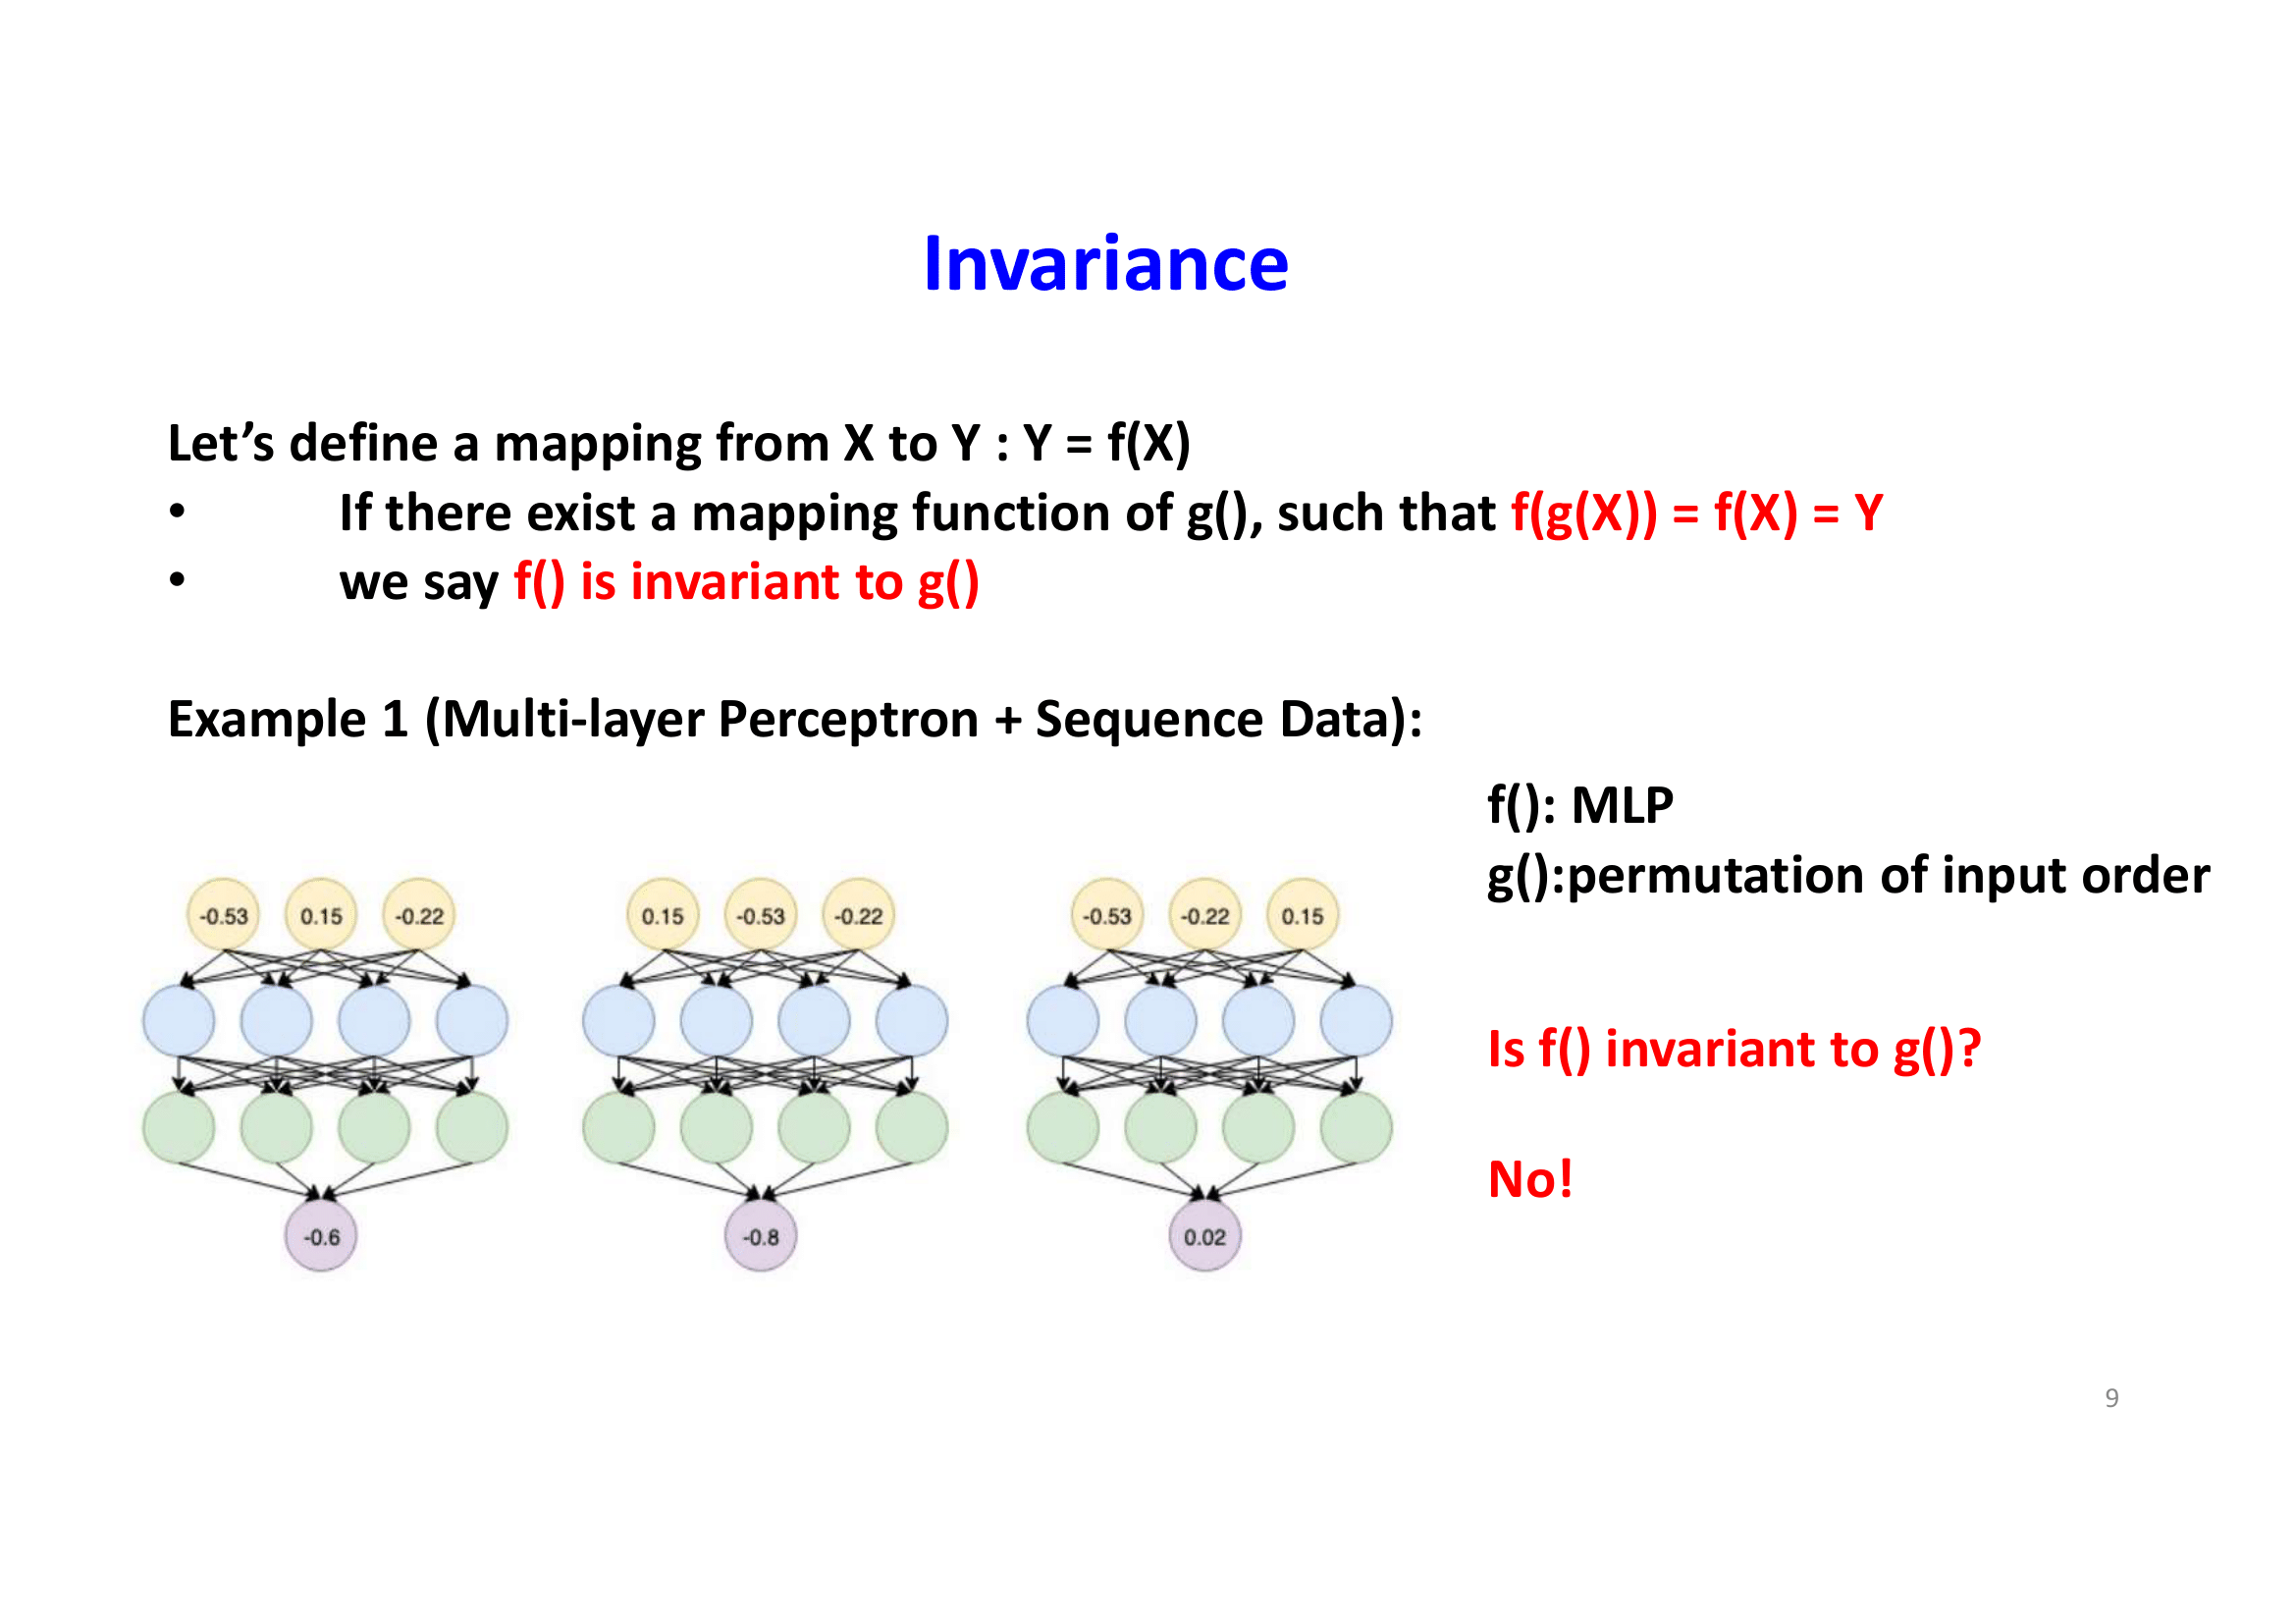 Invariance
Let’s define a mapping from X to Y : Y = f(X)
• If there exist a mapping function of g(), such that f(g(X)) = f(X) = Y
• we say f() is invariant to g()
Example 1 (Multi-layer Perceptron + Sequence Data):
f(): MLP
g():permutation of input order
-0.53 0.15 -0.22
0.15 -0.53 -0.22
-0.53 -0.22 0.15
Is f() invariant to g()?
No!
-0.6
-0.8
0.02
9